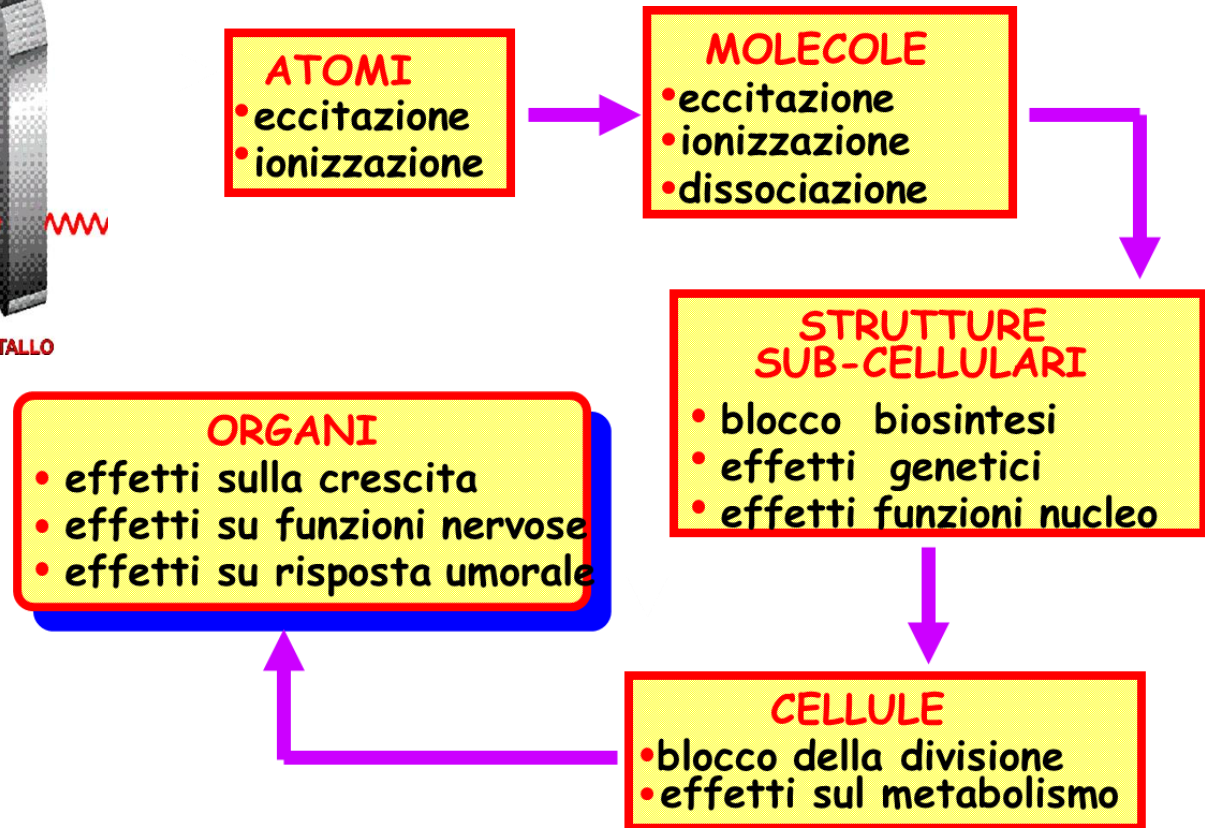 ATOMI
•eccitazione
•ionizzazione
MOLECOLE
•eccitazione
•ionizzazione
•dissociazione
TALLO
STRUTTURE
SUB-CELLULARI
• blocco biosintesi
• effetti genetici
• effetti funzioni nucleo
ORGANI
• effetti sulla crescita
• effetti su funzioni nervose
• effetti su risposta umorale
CELLULE
•blocco della divisione
•effetti sul metabolismo